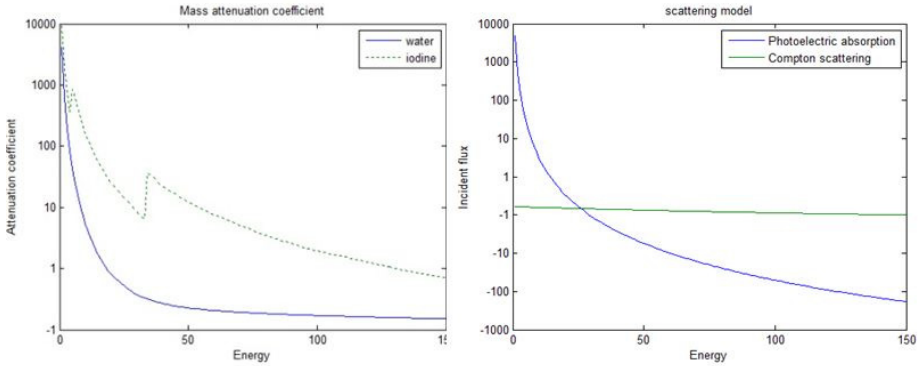 Mass attenuation coefficient
10000
1000
100
10
1
-1
Attenuation coefficient
water
iodine
0
50
100
15
Energy
scattering model
10000
1000
100
10
1
-1
-10
-100
-1000
Incident flux
Photoelectric absorption
Compton scattering
0
50
100
150
Energy